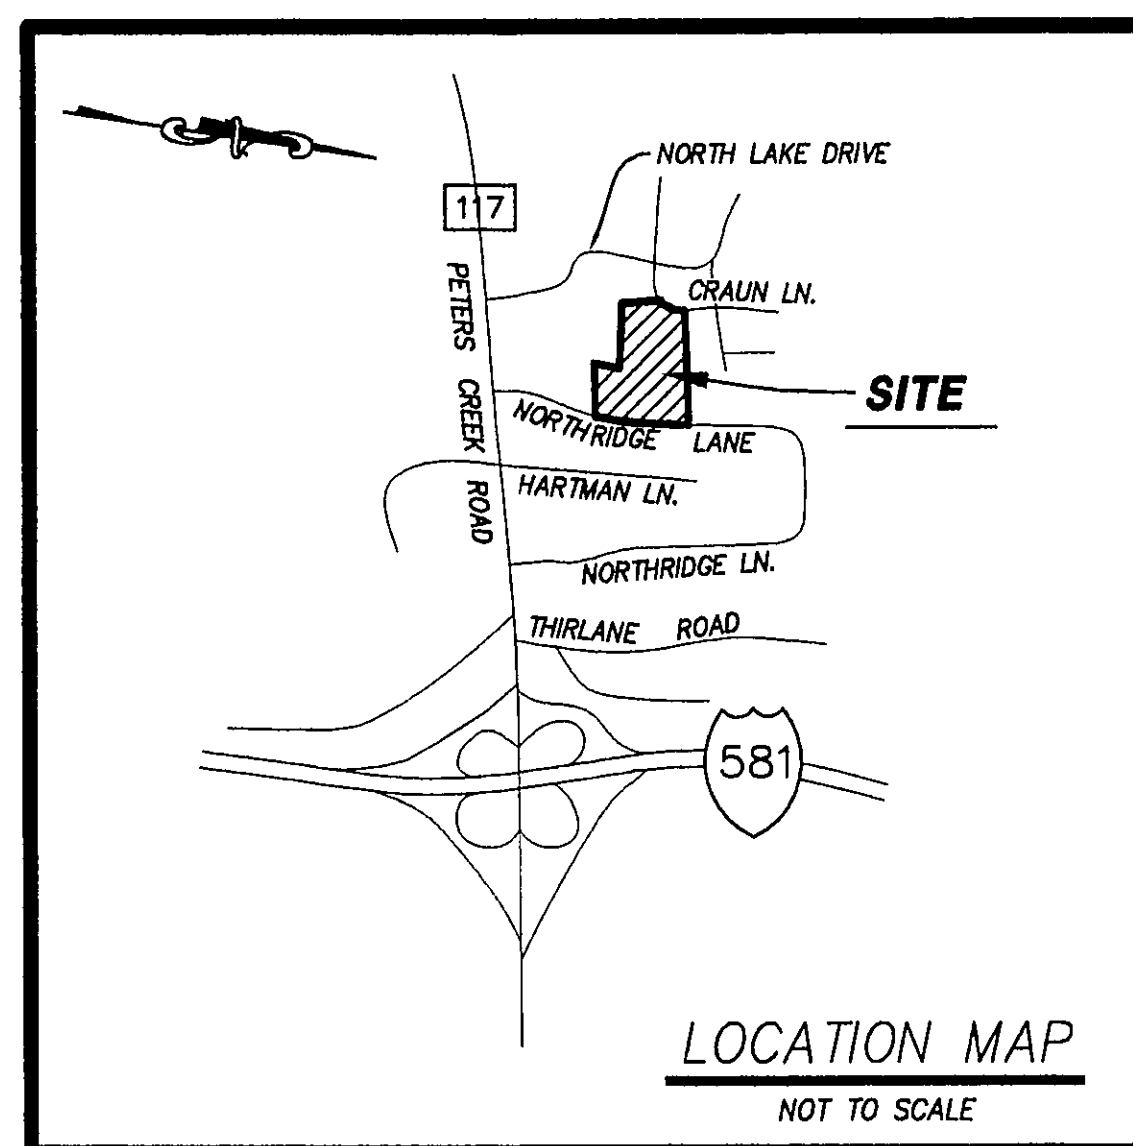 NORTH LAKE DRIVE
117
CRAUN LN.
PETERS CREEK ROAD
SITE
NORTHRIDGE LANE
HARTMAN LN.
NORTHRIDGE LN.
THIRLANE ROAD
581
LOCATION MAP
NOT TO SCALE